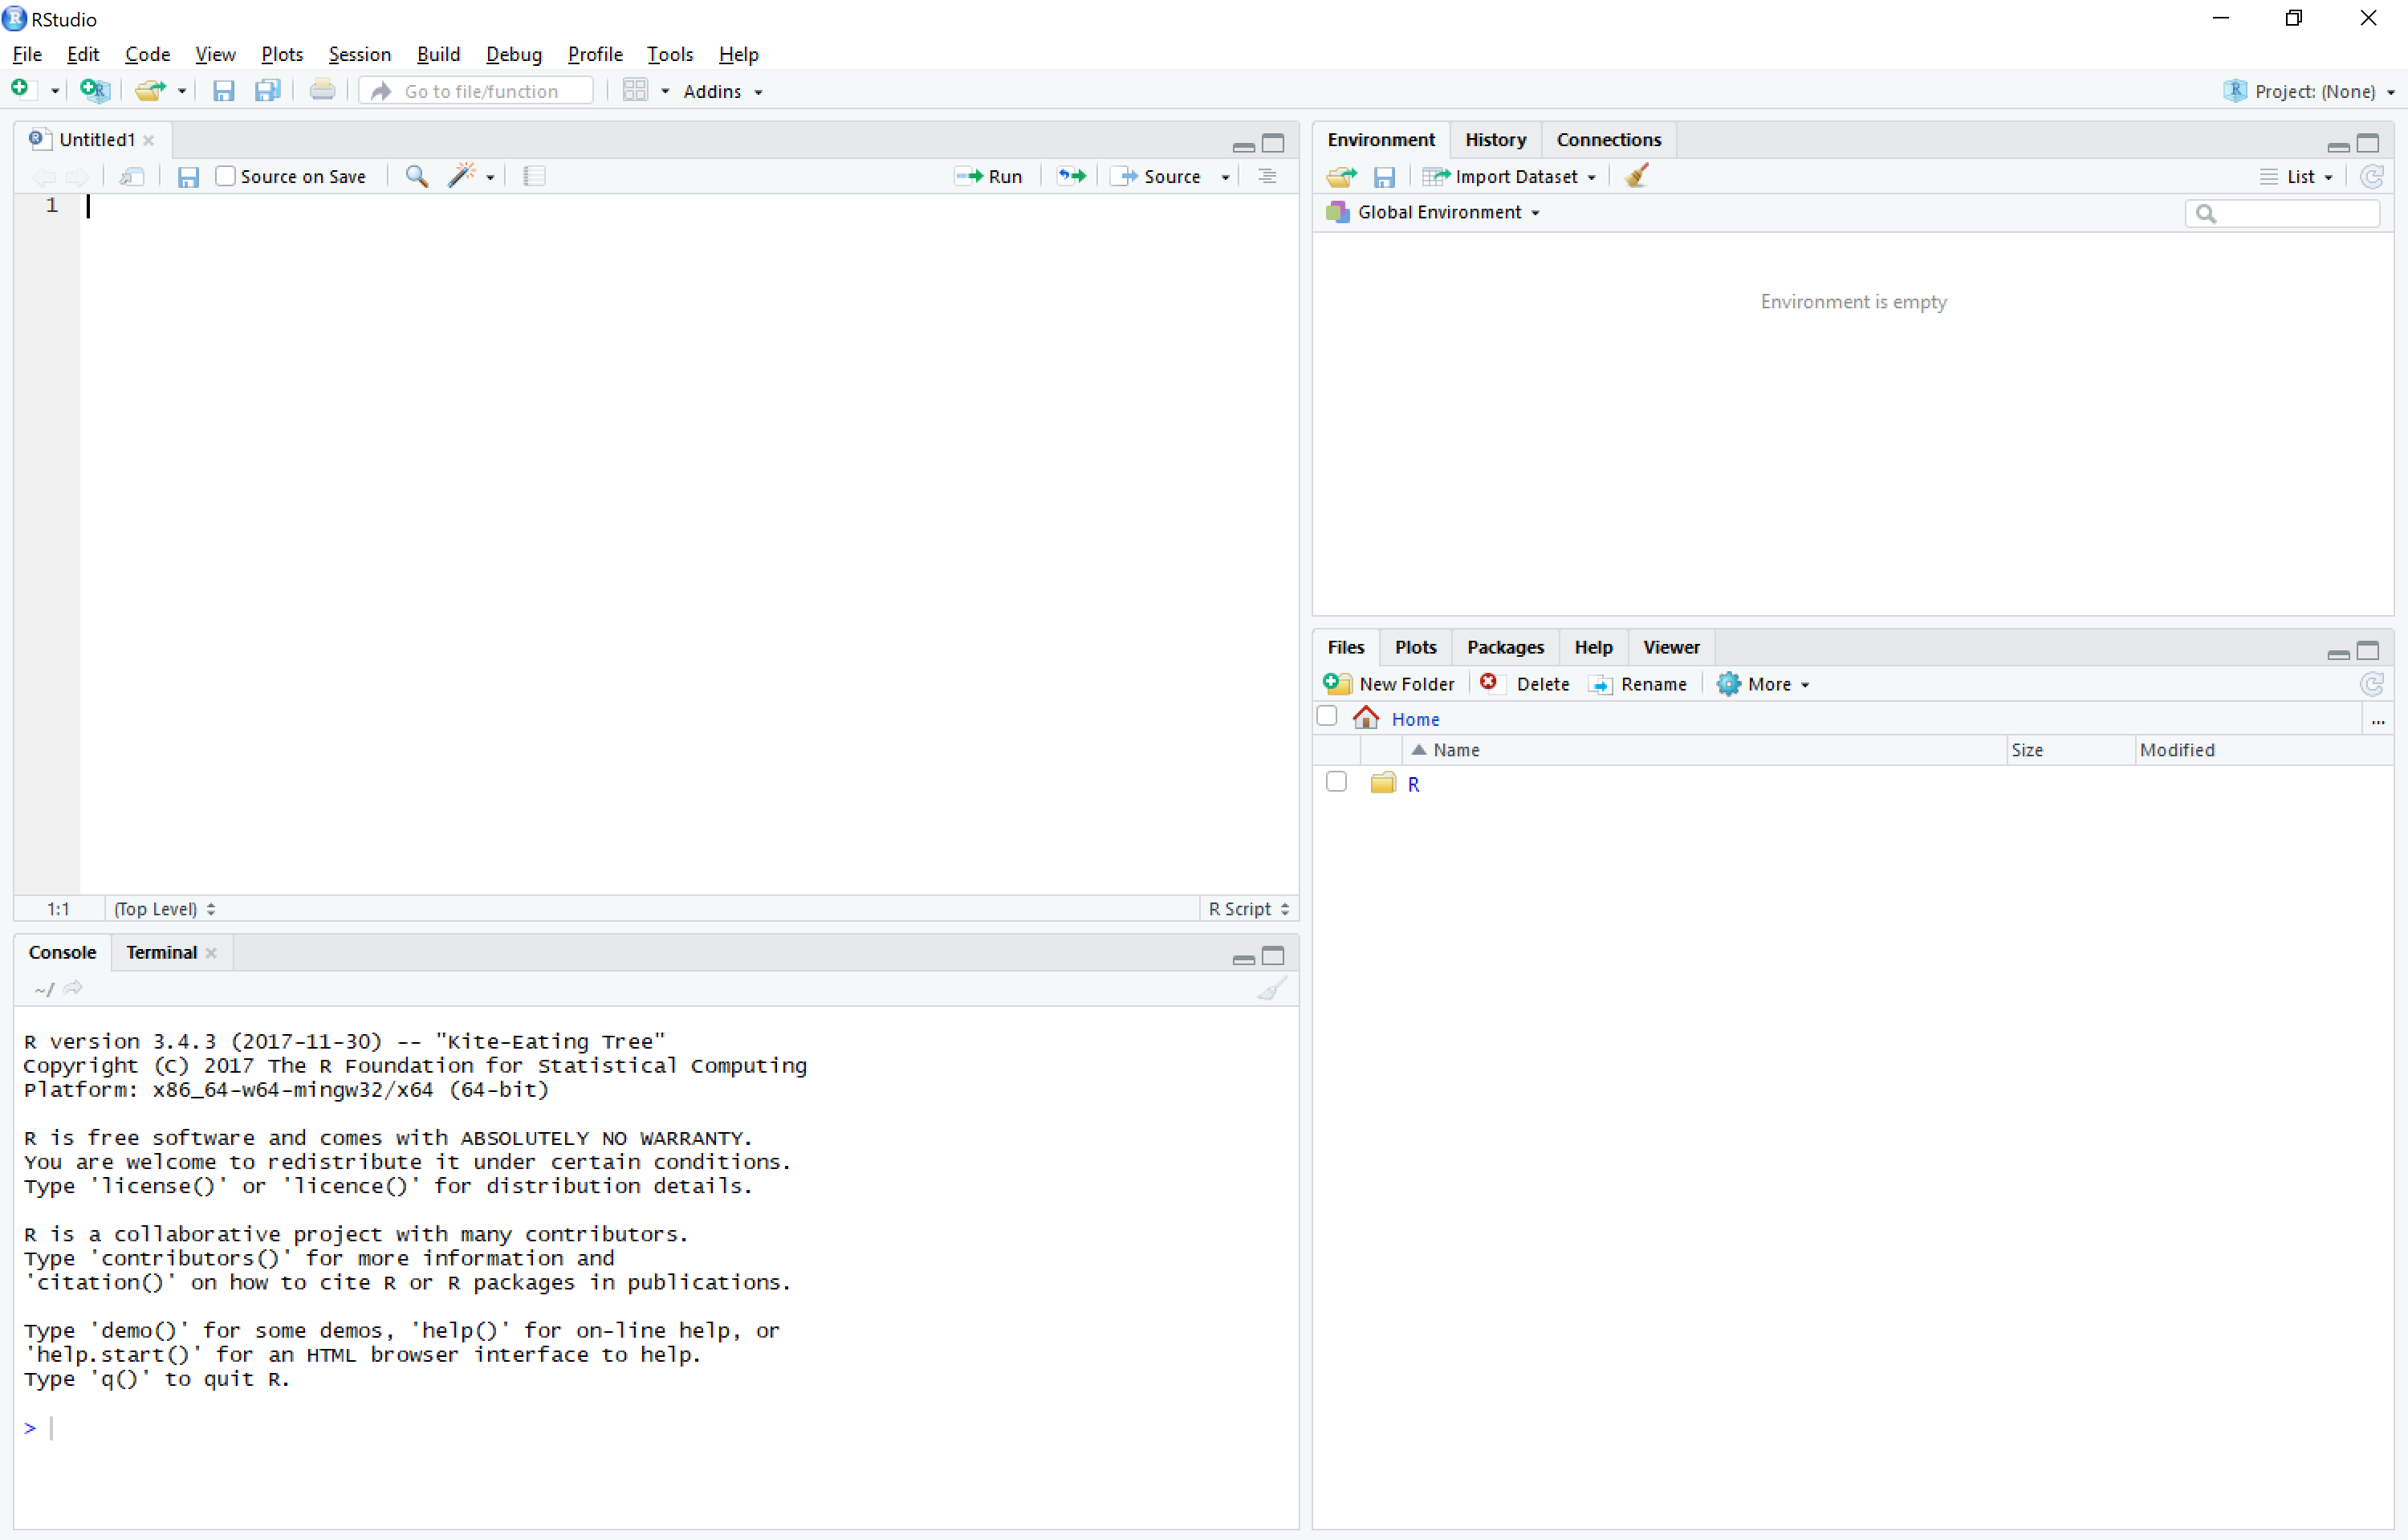 RStudio
File Edit Code View Plots Session Build Debug Profile Tools Help
Go to file/function Addins Project: (None)
Untitled1
Source on Save Run Source
1
1:1 (Top Level) R Script
Console Terminal
~/
R version 3.4.3 (2017-11-30) -- "Kite-Eating Tree"
Copyright (C) 2017 The R Foundation for Statistical Computing
Platform: x86_64-w64-mingw32/x64 (64-bit)
R is free software and comes with ABSOLUTELY NO WARRANTY.
You are welcome to redistribute it under certain conditions.
Type 'license()' or 'licence()' for distribution details.
R is a collaborative project with many contributors.
Type 'contributors()' for more information and
'citation()' on how to cite R or R packages in publications.
Type 'demo()' for some demos, 'help()' for on-line help, or
'help.start()' for an HTML browser interface to help.
Type 'q()' to quit R.
>
Environment History Connections
Import Dataset List
Global Environment
Environment is empty
Files Plots Packages Help Viewer
New Folder Delete Rename More
Home ...
Name Size Modified
R